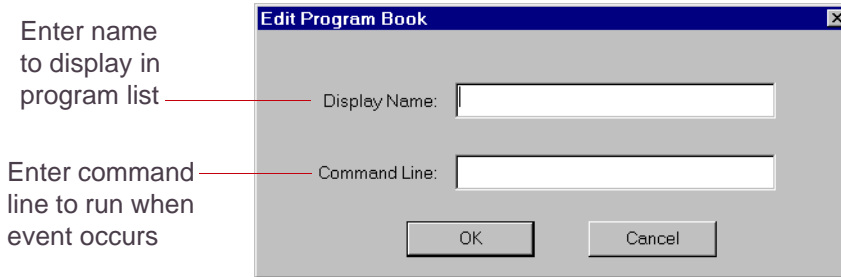 Edit Program Book
Enter name
to display in
program list
Display Name:
Enter command
line to run when
event occurs
Command Line:
OK
Cancel